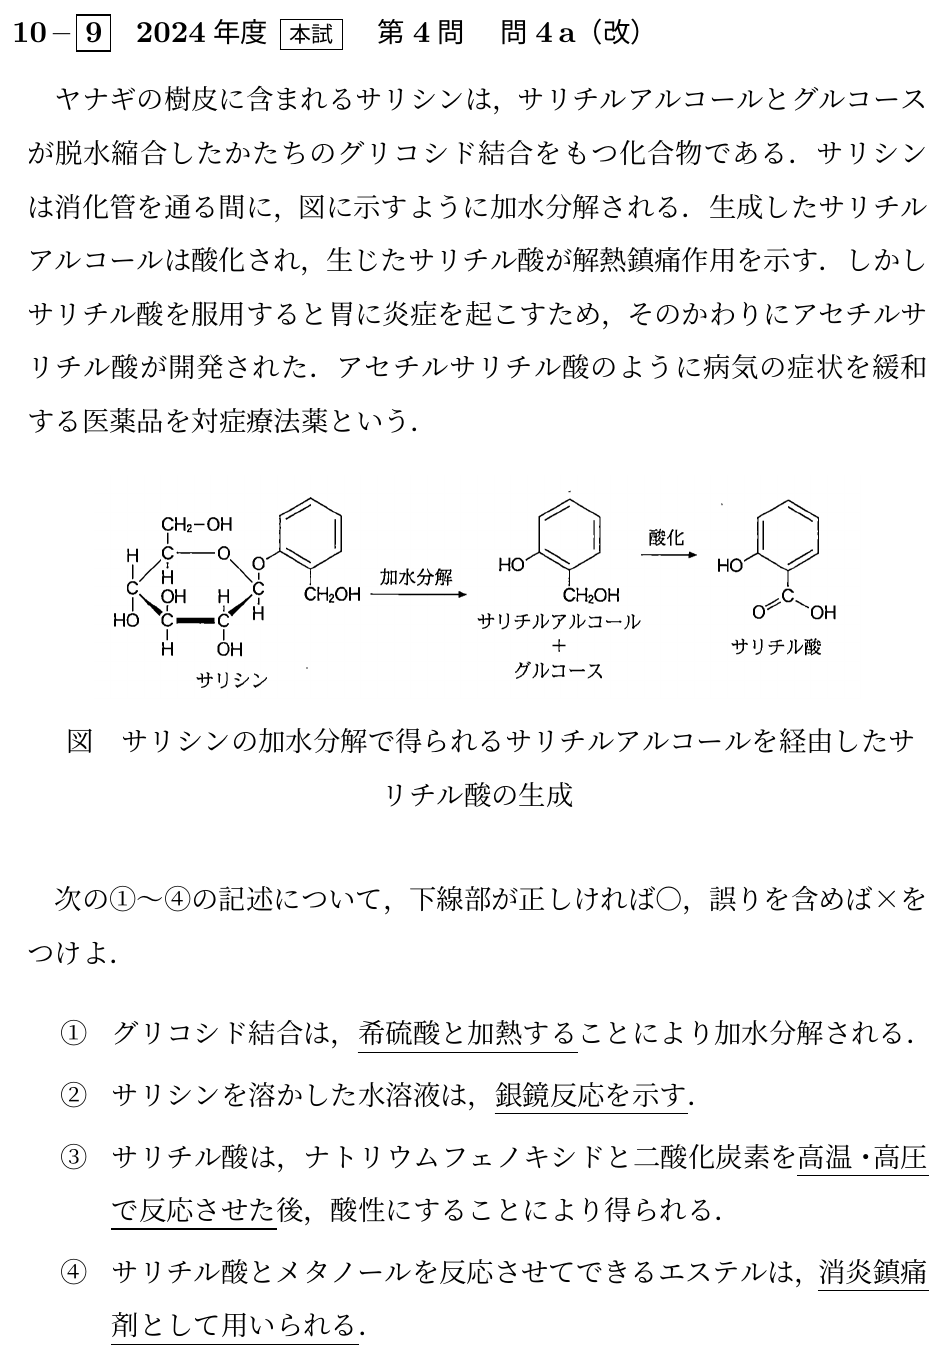 10－9 2024 年度 本試 第 4 問 問 4 a（改）
ヤナギの樹皮に含まれるサリシンは，サリチルアルコールとグルコース
が脱水縮合したかたちのグリコシド結合をもつ化合物である．サリシン
は消化管を通る間に，図に示すように加水分解される．生成したサリチル
アルコールは酸化され，生じたサリチル酸が解熱鎮痛作用を示す．しかし
サリチル酸を服用すると胃に炎症を起こすため，そのかわりにアセチルサ
リチル酸が開発された．アセチルサリチル酸のように病気の症状を緩和
する医薬品を対症療法薬という．
CH₂−OH
H C O O
H
C OH H C
HO C C H
H OH
CH₂OH
サリシン
加水分解
HO
CH₂OH
サリチルアルコール
+
グルコース
酸化
HO
C
O OH
サリチル酸
図 サリシンの加水分解で得られるサリチルアルコールを経由したサ
リチル酸の生成
次の①～④の記述について，下線部が正しければ○，誤りを含めば×を
つけよ．
① グリコシド結合は，希硫酸と加熱することにより加水分解される．
② サリシンを溶かした水溶液は，銀鏡反応を示す．
③ サリチル酸は，ナトリウムフェノキシドと二酸化炭素を高温・高圧
で反応させた後，酸性にすることにより得られる．
④ サリチル酸とメタノールを反応させてできるエステルは，消炎鎮痛
剤として用いられる．